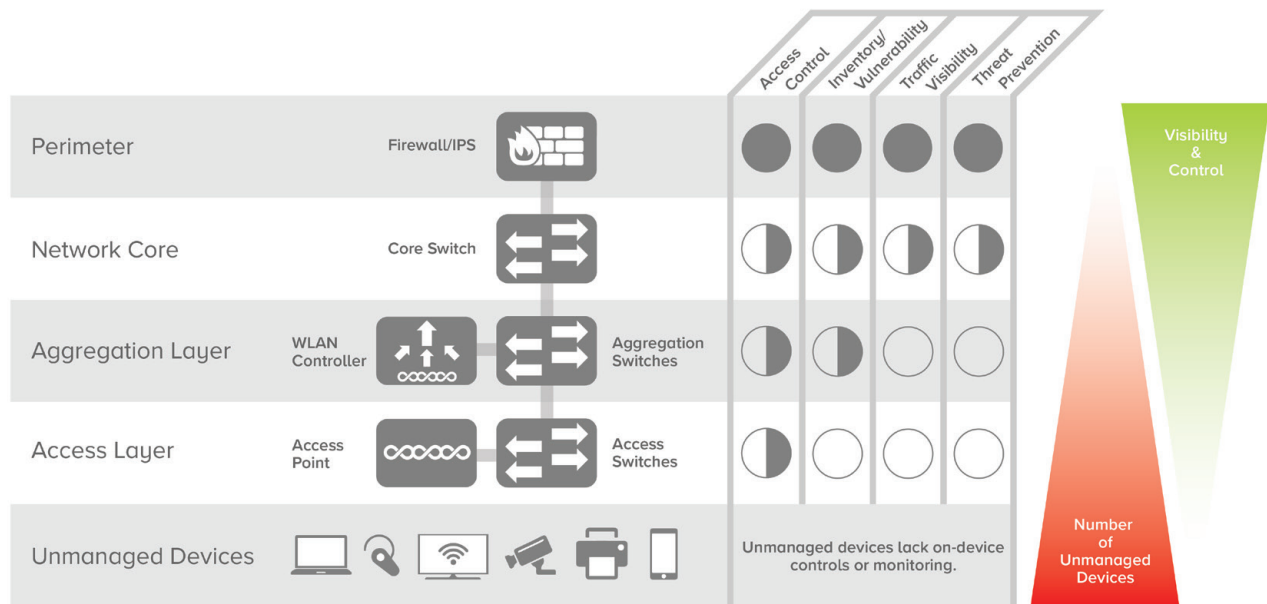 Access
Control
Inventory/
Vulnerability
Traffic
Visibility
Threat
Prevention
Perimeter
Firewall/IPS
Visibility
&
Control
Network Core
Core Switch
Aggregation Layer
WLAN
Controller
Aggregation
Switches
Access Layer
Access
Point
Access
Switches
Unmanaged Devices
Unmanaged devices lack on-device
controls or monitoring.
Number
of
Unmanaged
Devices